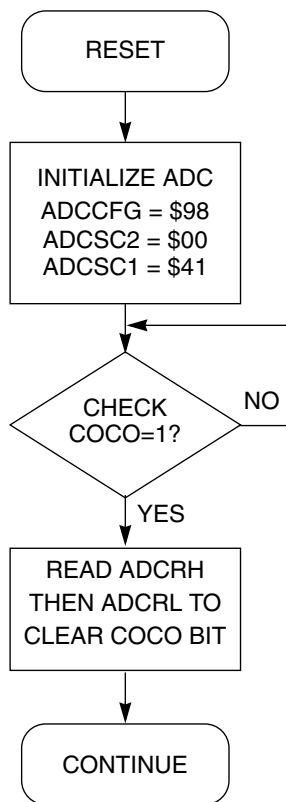 RESET
INITIALIZE ADC
ADCCFG = $98
ADCSC2 = $00
ADCSC1 = $41
CHECK
COCO=1?
NO
YES
READ ADCRH
THEN ADCRL TO
CLEAR COCO BIT
CONTINUE